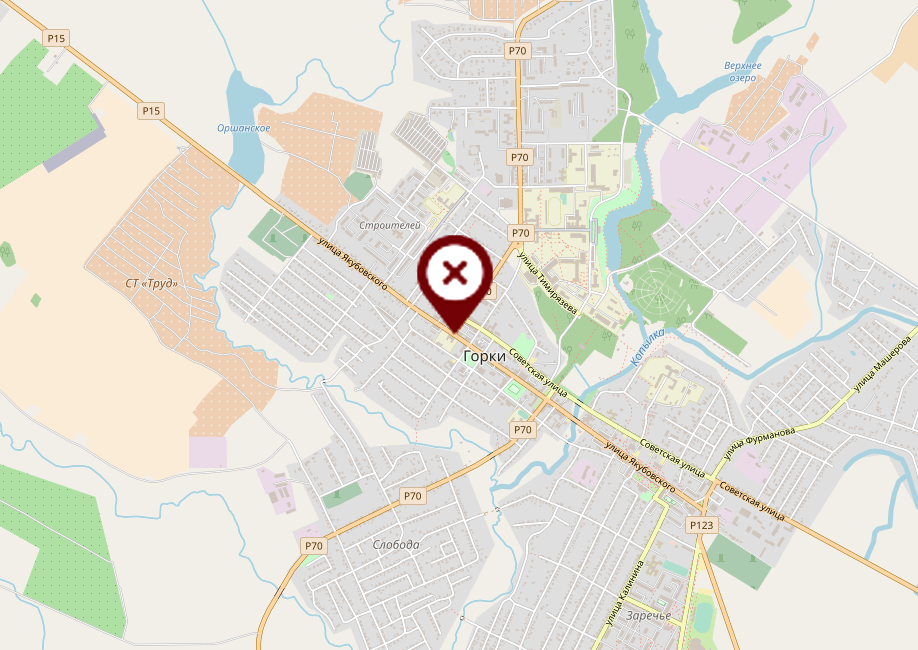 P15
P70
Верхнее
озеро
P15
Оршанское
P70
Строителей
P70
улица Якубовского
улица Тимирязева
СТ «Труд»
0
Копылка
Горки
Советская улица
улица Машерова
P70
улица Фурманова
Советская улица
улица Якубовского
Советская улица
P70
P123
P70
Слобода
улица Калинина
Заречье